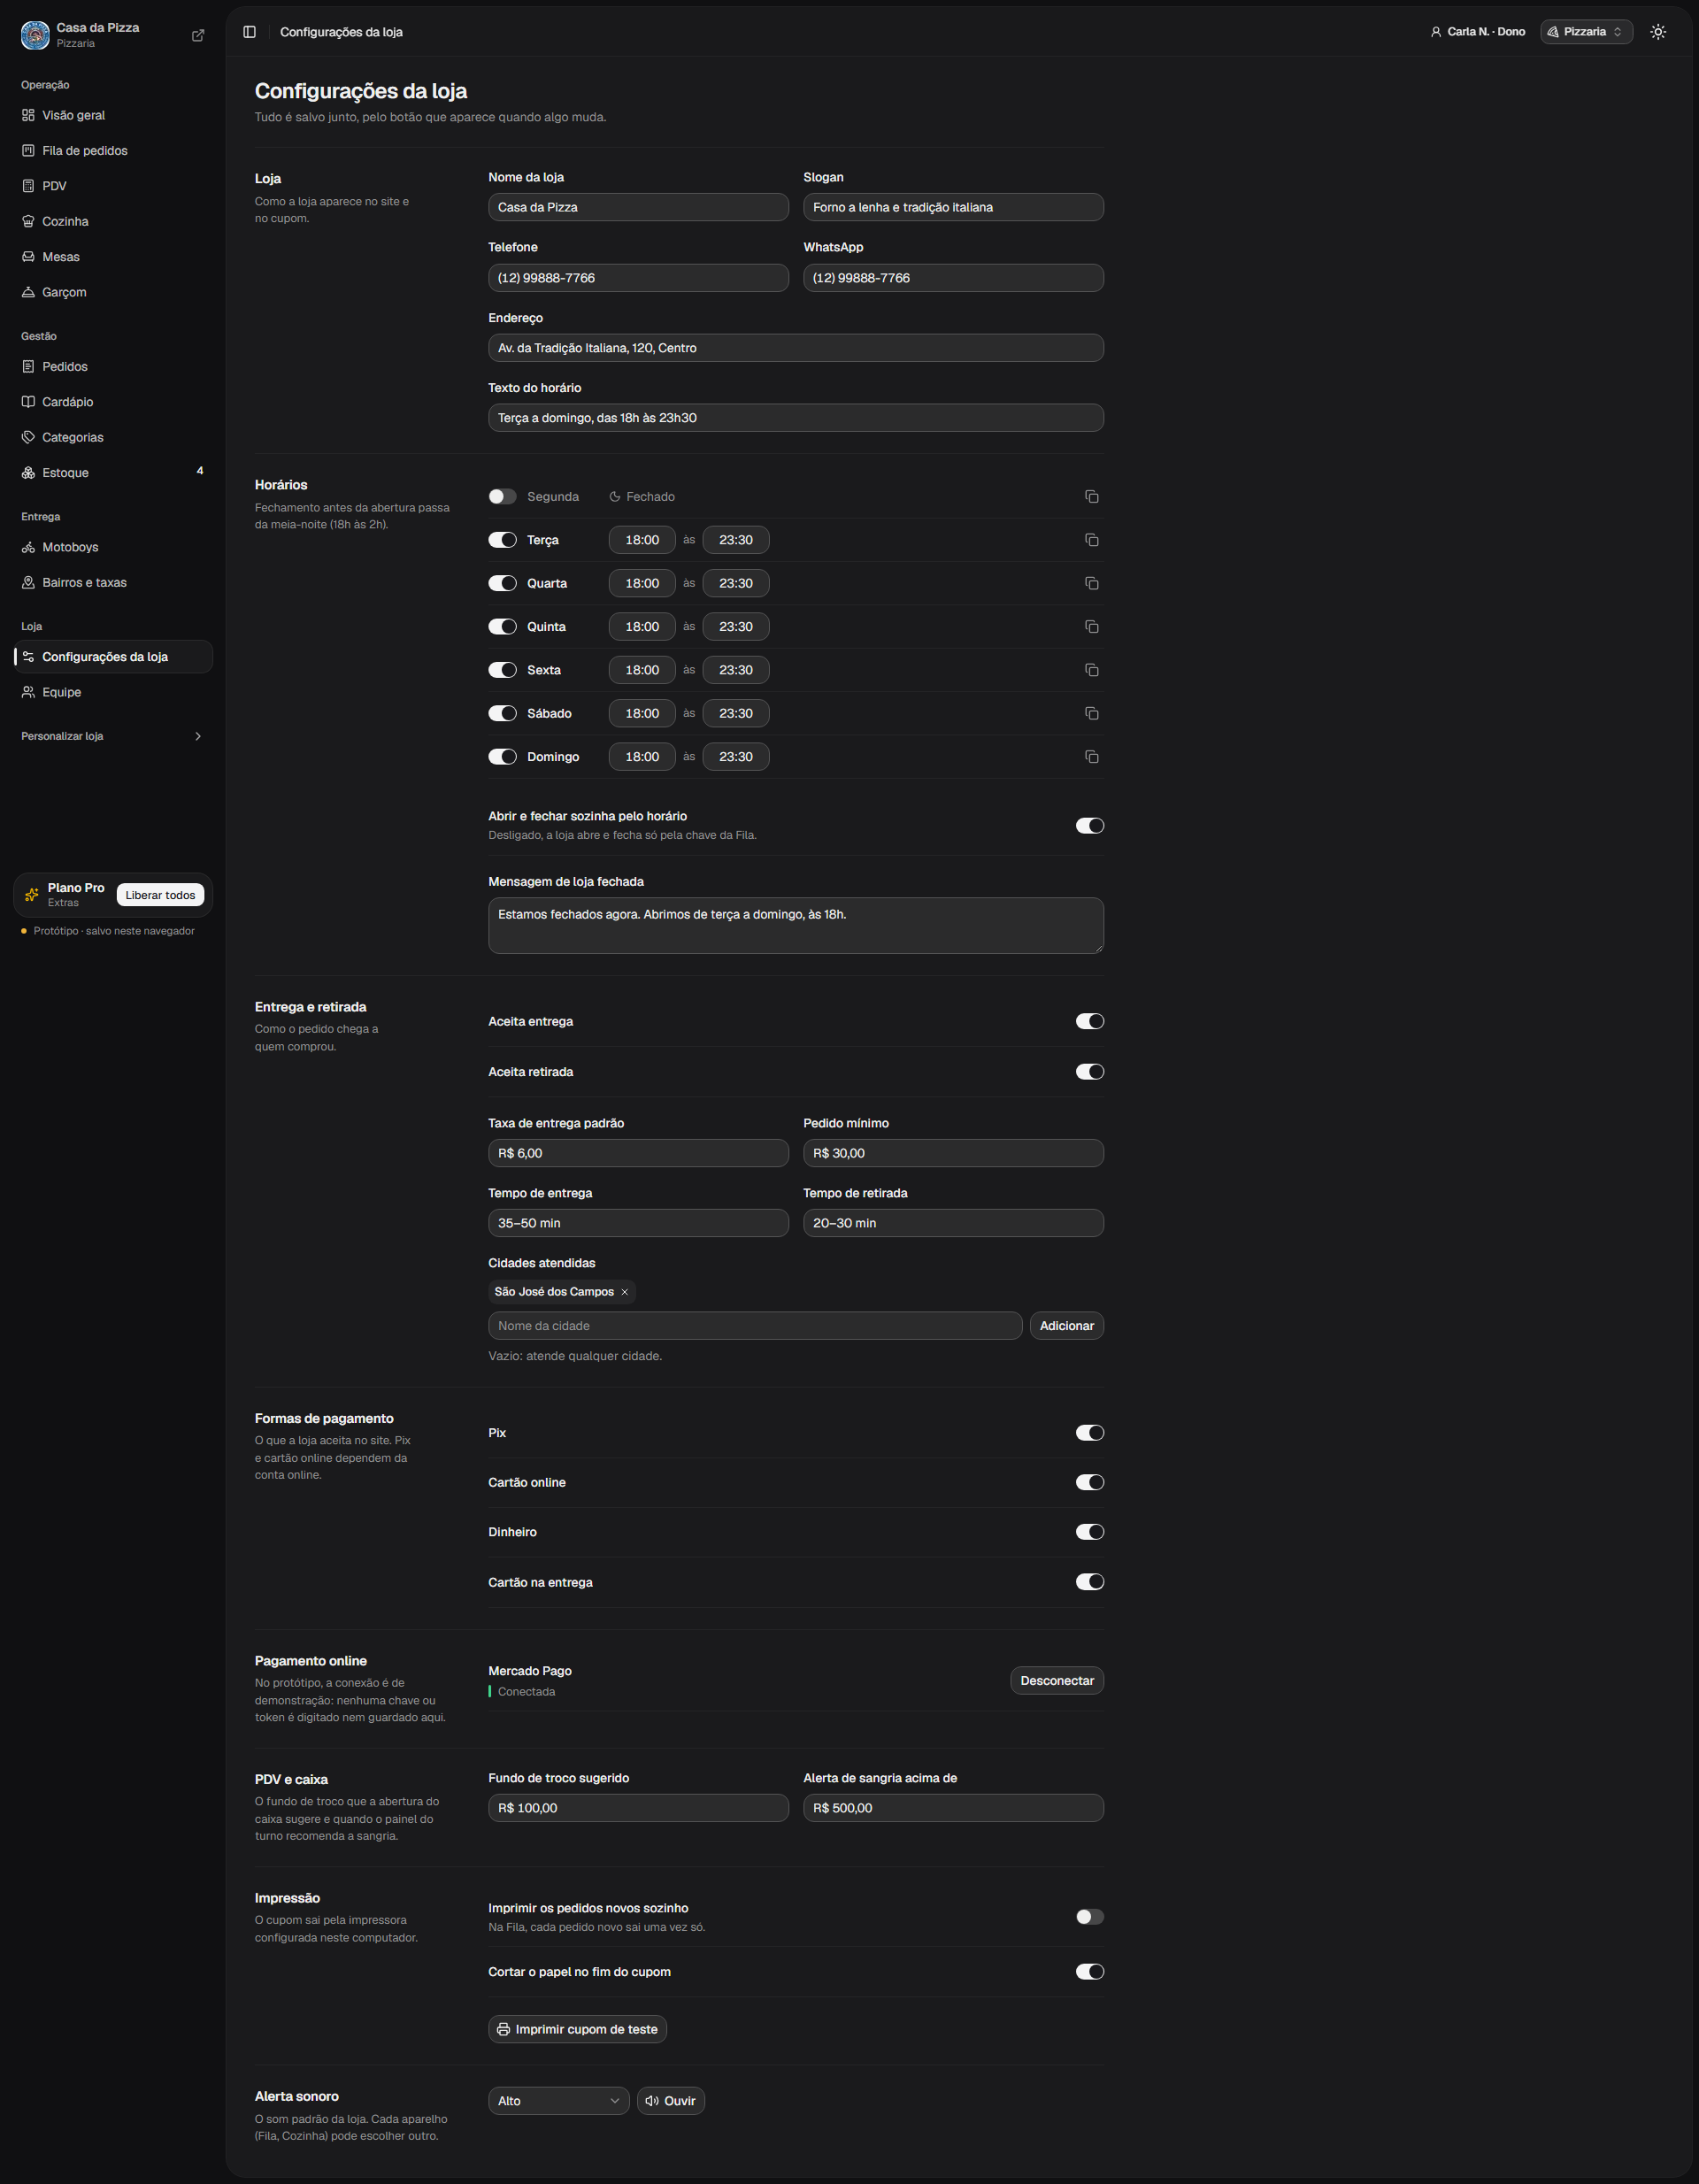 Casa da Pizza
Pizzaria
Operação
Visão geral
Fila de pedidos
PDV
Cozinha
Mesas
Garçom
Gestão
Pedidos
Cardápio
Categorias
Estoque 4
Entrega
Motoboys
Bairros e taxas
Loja
Configurações da loja
Equipe
Personalizar loja
Plano Pro
Extras
Liberar todos
Protótipo · salvo neste navegador
Configurações da loja
Carla N. · Dono
Pizzaria
Configurações da loja
Tudo é salvo junto, pelo botão que aparece quando algo muda.
Loja
Como a loja aparece no site e
no cupom.
Nome da loja
Casa da Pizza
Slogan
Forno a lenha e tradição italiana
Telefone
(12) 99888-7766
WhatsApp
(12) 99888-7766
Endereço
Av. da Tradição Italiana, 120, Centro
Texto do horário
Terça a domingo, das 18h às 23h30
Horários
Fechamento antes da abertura passa
da meia-noite (18h às 2h).
Segunda Fechado
Terça 18:00 às 23:30
Quarta 18:00 às 23:30
Quinta 18:00 às 23:30
Sexta 18:00 às 23:30
Sábado 18:00 às 23:30
Domingo 18:00 às 23:30
Abrir e fechar sozinha pelo horário
Desligado, a loja abre e fecha só pela chave da Fila.
Mensagem de loja fechada
Estamos fechados agora. Abrimos de terça a domingo, às 18h.
Entrega e retirada
Como o pedido chega a
quem comprou.
Aceita entrega
Aceita retirada
Taxa de entrega padrão
R$ 6,00
Pedido mínimo
R$ 30,00
Tempo de entrega
35–50 min
Tempo de retirada
20–30 min
Cidades atendidas
São José dos Campos
Nome da cidade
Adicionar
Vazio: atende qualquer cidade.
Formas de pagamento
O que a loja aceita no site. Pix
e cartão online dependem da
conta online.
Pix
Cartão online
Dinheiro
Cartão na entrega
Pagamento online
No protótipo, a conexão é de
demonstração: nenhuma chave ou
token é digitado nem guardado aqui.
Mercado Pago
Conectada
Desconectar
PDV e caixa
O fundo de troco que a abertura do
caixa sugere e quando o painel do
turno recomenda a sangria.
Fundo de troco sugerido
R$ 100,00
Alerta de sangria acima de
R$ 500,00
Impressão
O cupom sai pela impressora
configurada neste computador.
Imprimir os pedidos novos sozinho
Na Fila, cada pedido novo sai uma vez só.
Cortar o papel no fim do cupom
Imprimir cupom de teste
Alerta sonoro
O som padrão da loja. Cada aparelho
(Fila, Cozinha) pode escolher outro.
Alto
Ouvir